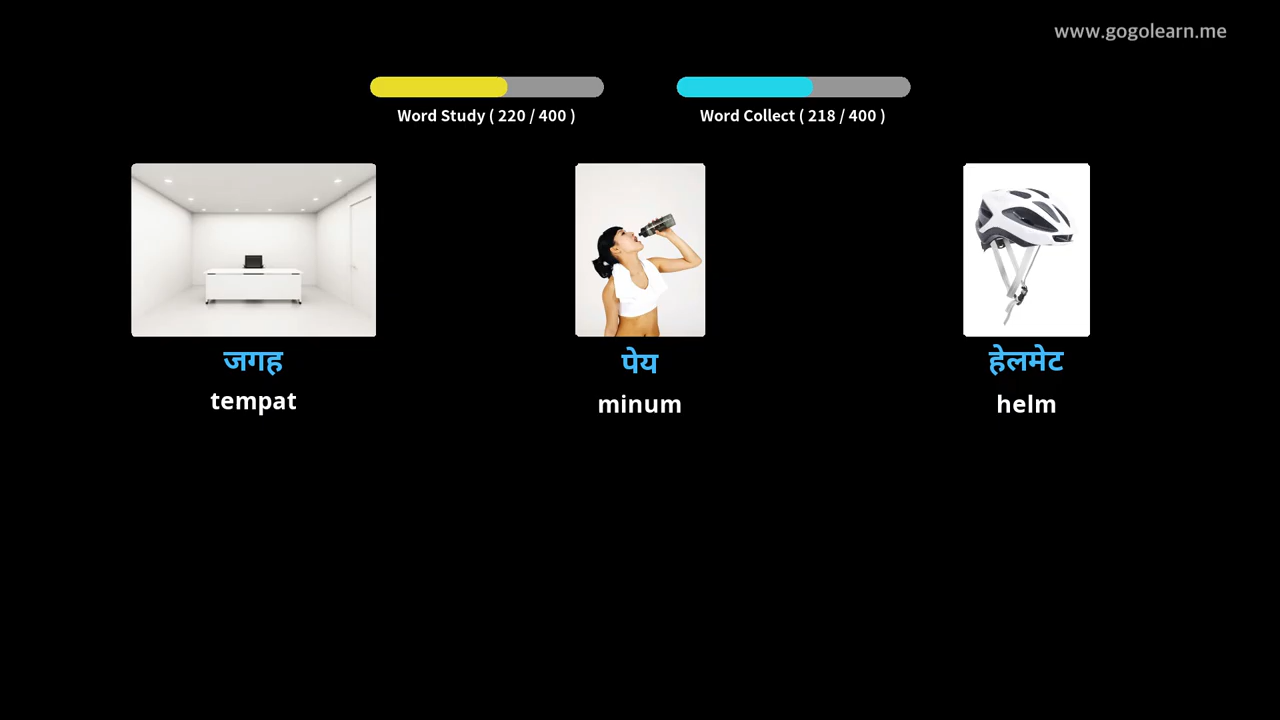 www.gogolearn.me
Word Study ( 220 / 400 )
Word Collect ( 218 / 400 )
जगह
पेय
हेलमेट
tempat
minum
helm